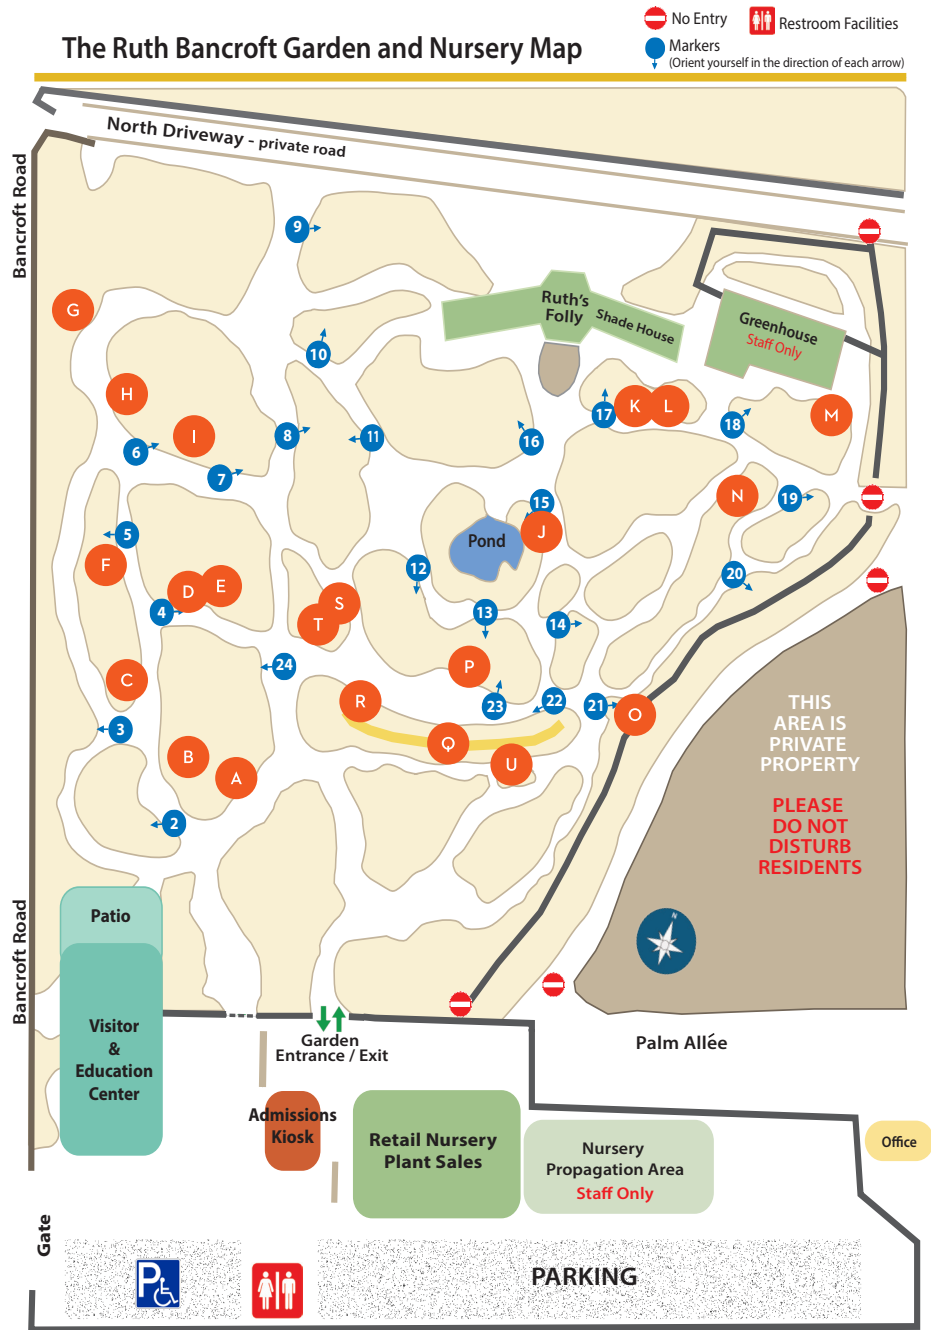 The Ruth Bancroft Garden and Nursery Map
No Entry
Restroom Facilities
Markers
(Orient yourself in the direction of each arrow)
North Driveway - private road
Bancroft Road
9
G
Ruth's
Folly
Shade House
Greenhouse
Staff Only
10
H
I
6
7
8
11
16
17
K
L
18
M
N
19
15
J
Pond
5
F
12
20
D
E
4
S
T
13
14
24
P
C
R
23
22
21
O
3
Q
U
B
A
2
THIS
AREA IS
PRIVATE
PROPERTY
PLEASE
DO NOT
DISTURB
RESIDENTS
N
Bancroft Road
Patio
Visitor
&
Education
Center
Garden
Entrance / Exit
Palm Allée
Admissions
Kiosk
Retail Nursery
Plant Sales
Nursery
Propagation Area
Staff Only
Office
Gate
P
PARKING